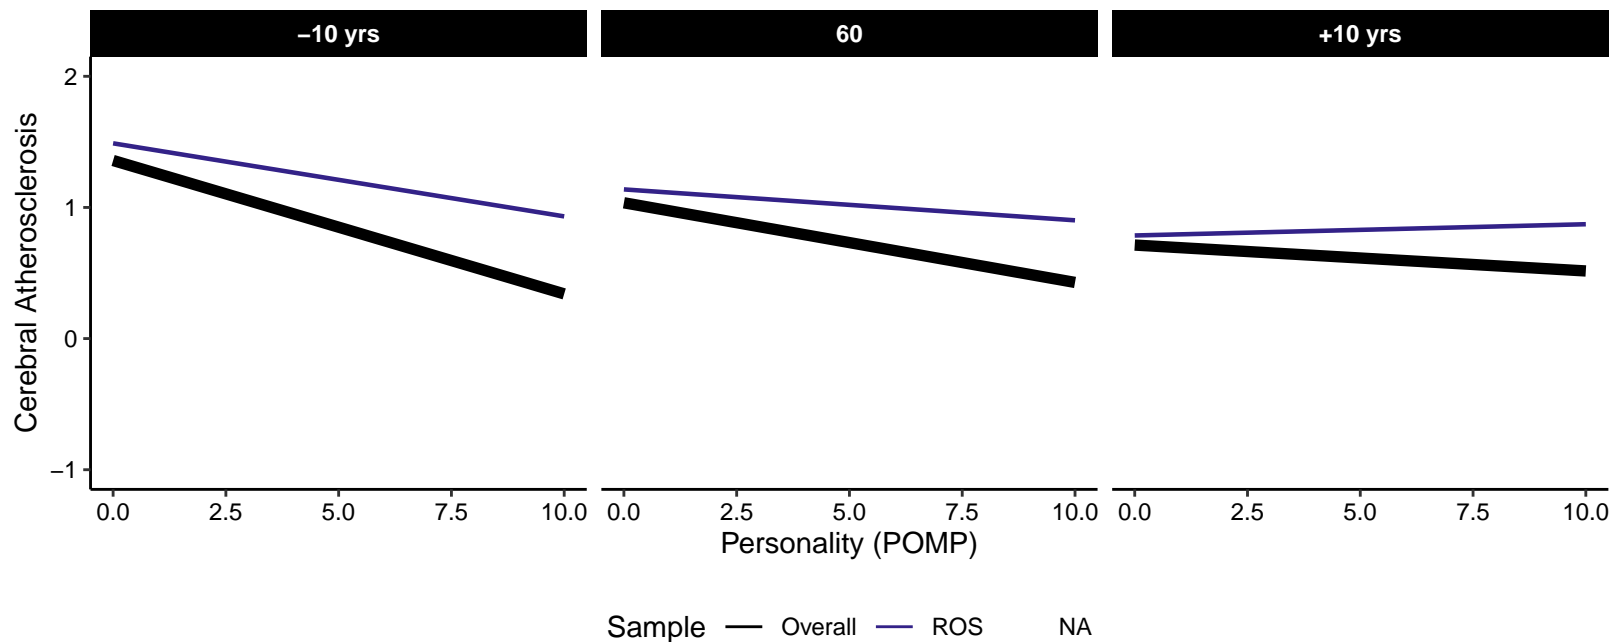 −10 yrs 60 +10 yrs
2
1
0
−1
Cerebral Atherosclerosis
0.0 2.5 5.0 7.5 10.0 0.0 2.5 5.0 7.5 10.0 0.0 2.5 5.0 7.5 10.0
Personality (POMP)
Sample Overall ROS NA